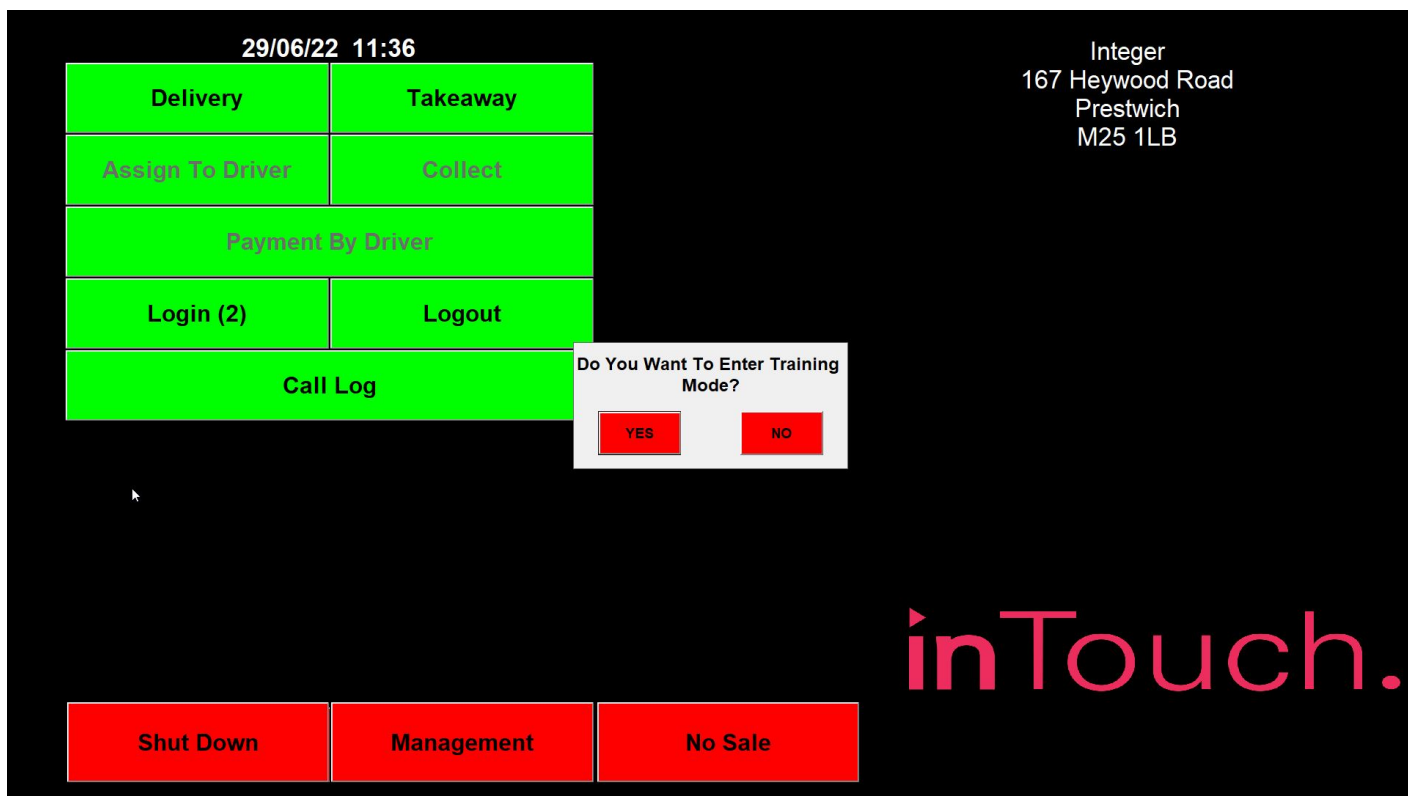 29/06/22 11:36
Integer
167 Heywood Road
Prestwich
M25 1LB
Delivery
Takeaway
Assign To Driver
Collect
Payment By Driver
Login (2)
Logout
Call Log
Do You Want To Enter Training
Mode?
YES
NO
inTouch.
Shut Down
Management
No Sale